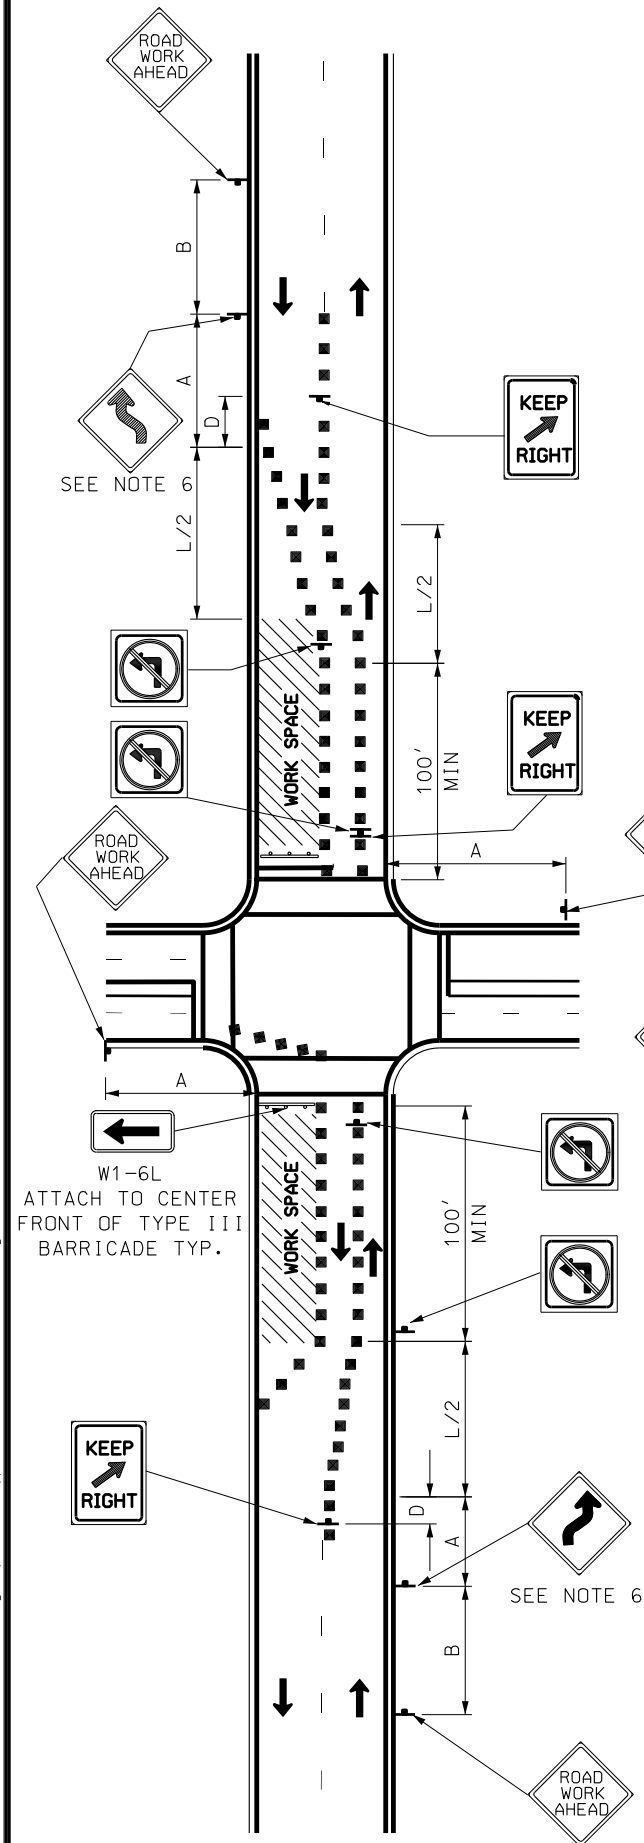 ROAD
WORK
AHEAD
B
A
D
SEE NOTE 6
L/2
KEEP
RIGHT
L/2
WORK SPACE
100'
MIN
KEEP
RIGHT
A
ROAD
WORK
AHEAD
A
W1-6L
ATTACH TO CENTER
FRONT OF TYPE III
BARRICADE TYP.
WORK SPACE
100'
MIN
L/2
KEEP
RIGHT
D
A
SEE NOTE 6
B
ROAD
WORK
AHEAD